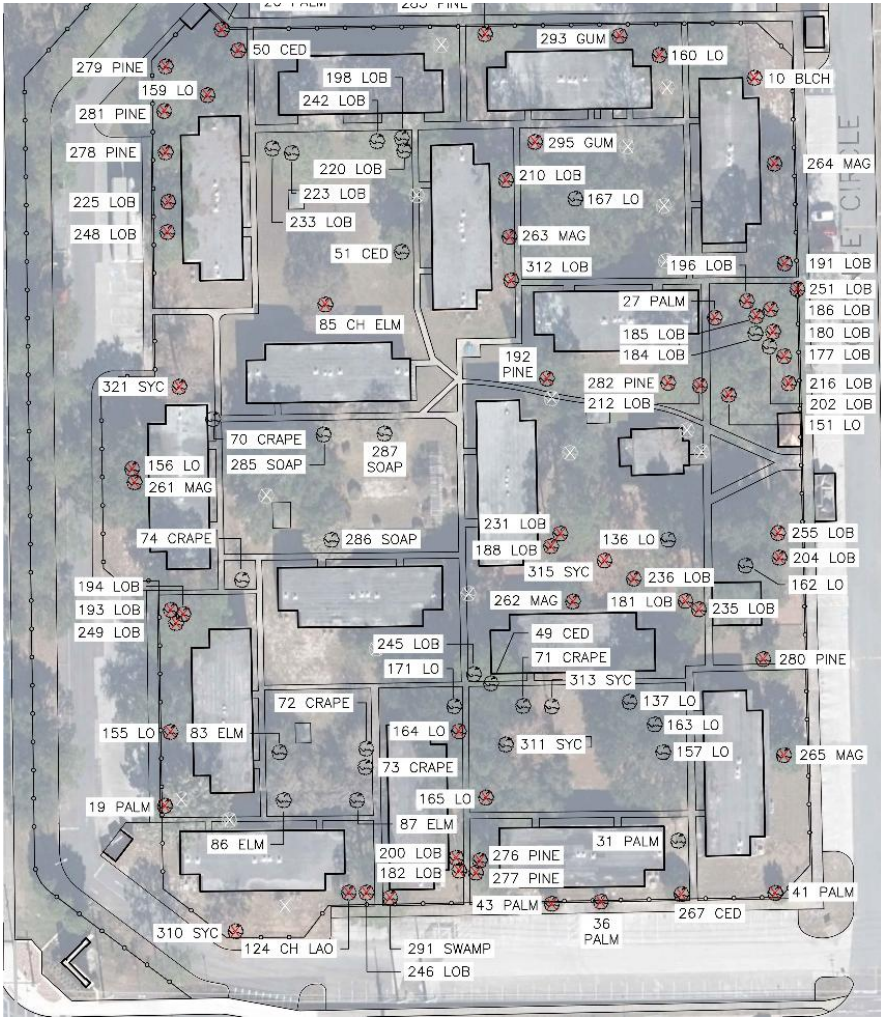 26 PALM
283 PINE
50 CED
293 GUM
279 PINE
198 LOB
160 LO
10 BLCH
159 LO
242 LOB
281 PINE
278 PINE
295 GUM
264 MAG
220 LOB
210 LOB
225 LOB
223 LOB
167 LO
E CIRCLE
248 LOB
233 LOB
51 CED
263 MAG
196 LOB
191 LOB
312 LOB
251 LOB
27 PALM
186 LOB
85 CH ELM
185 LOB
180 LOB
184 LOB
177 LOB
192
PINE
321 SYC
282 PINE
216 LOB
212 LOB
202 LOB
151 LO
70 CRAPE
285 SOAP
287
SOAP
156 LO
261 MAG
231 LOB
136 LO
255 LOB
74 CRAPE
286 SOAP
188 LOB
204 LOB
315 SYC
236 LOB
162 LO
194 LOB
262 MAG
181 LOB
235 LOB
193 LOB
249 LOB
245 LOB
49 CED
171 LO
71 CRAPE
280 PINE
313 SYC
72 CRAPE
137 LO
155 LO
83 ELM
164 LO
163 LO
311 SYC
157 LO
265 MAG
73 CRAPE
19 PALM
165 LO
86 ELM
87 ELM
31 PALM
200 LOB
276 PINE
182 LOB
277 PINE
41 PALM
43 PALM
267 CED
36
PALM
310 SYC
124 CH LAO
291 SWAMP
246 LOB